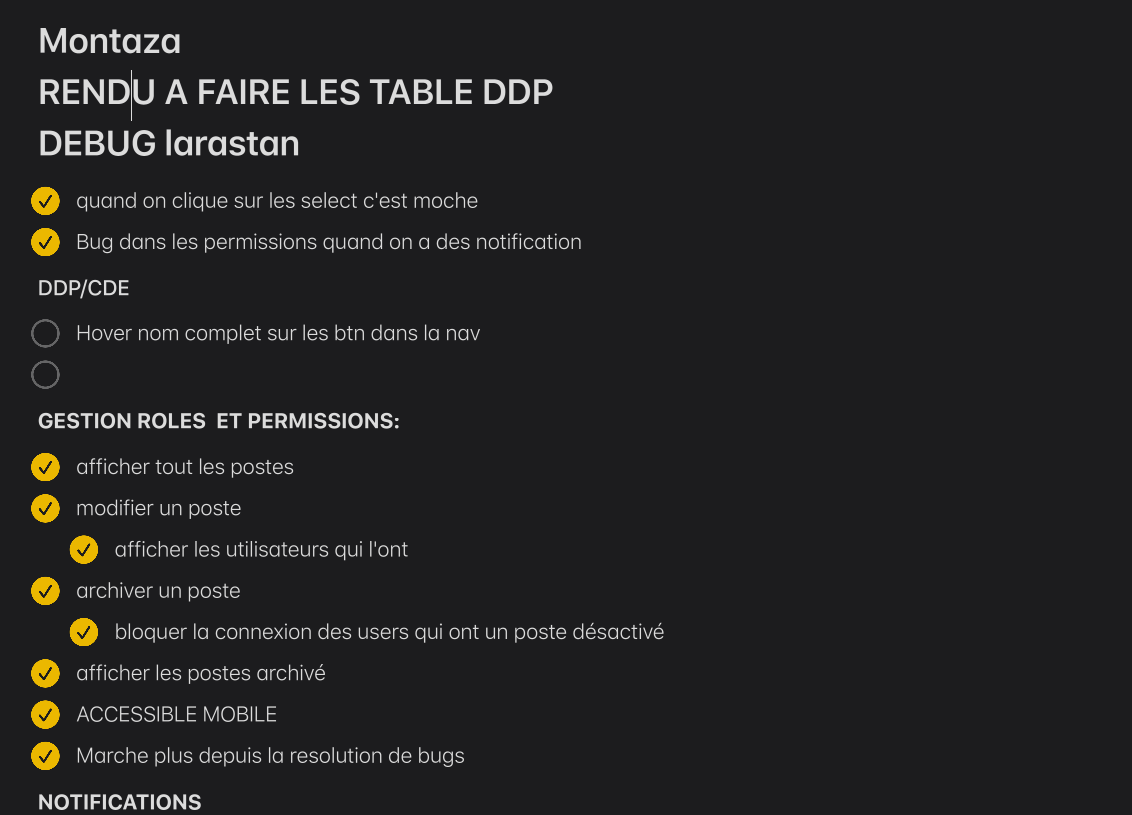 Montaza
RENDU A FAIRE LES TABLE DDP
DEBUG larastan
quand on clique sur les select c'est moche
Bug dans les permissions quand on a des notification
DDP/CDE
Hover nom complet sur les btn dans la nav
GESTION ROLES  ET PERMISSIONS:
afficher tout les postes
modifier un poste
afficher les utilisateurs qui l'ont
archiver un poste
bloquer la connexion des users qui ont un poste désactivé
afficher les postes archivé
ACCESSIBLE MOBILE
Marche plus depuis la resolution de bugs
NOTIFICATIONS